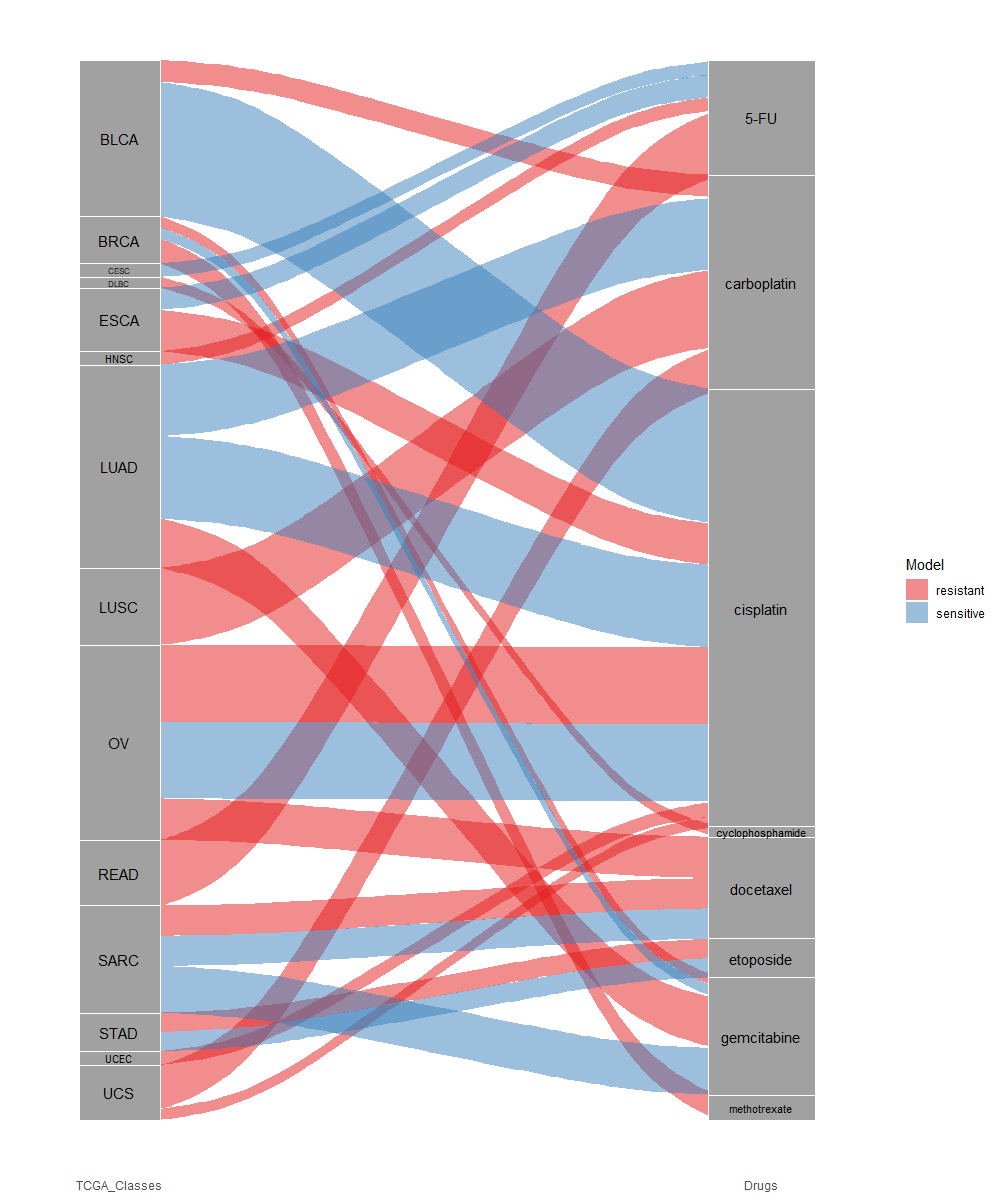 BLCA
BRCA
CESC
DLBC
ESCA
HNSC
LUAD
LUSC
OV
READ
SARC
STAD
UCEC
UCS
5-FU
carboplatin
cisplatin
cyclophosphamide
docetaxel
etoposide
gemcitabine
methotrexate
Model
resistant
sensitive
TCGA_Classes
Drugs